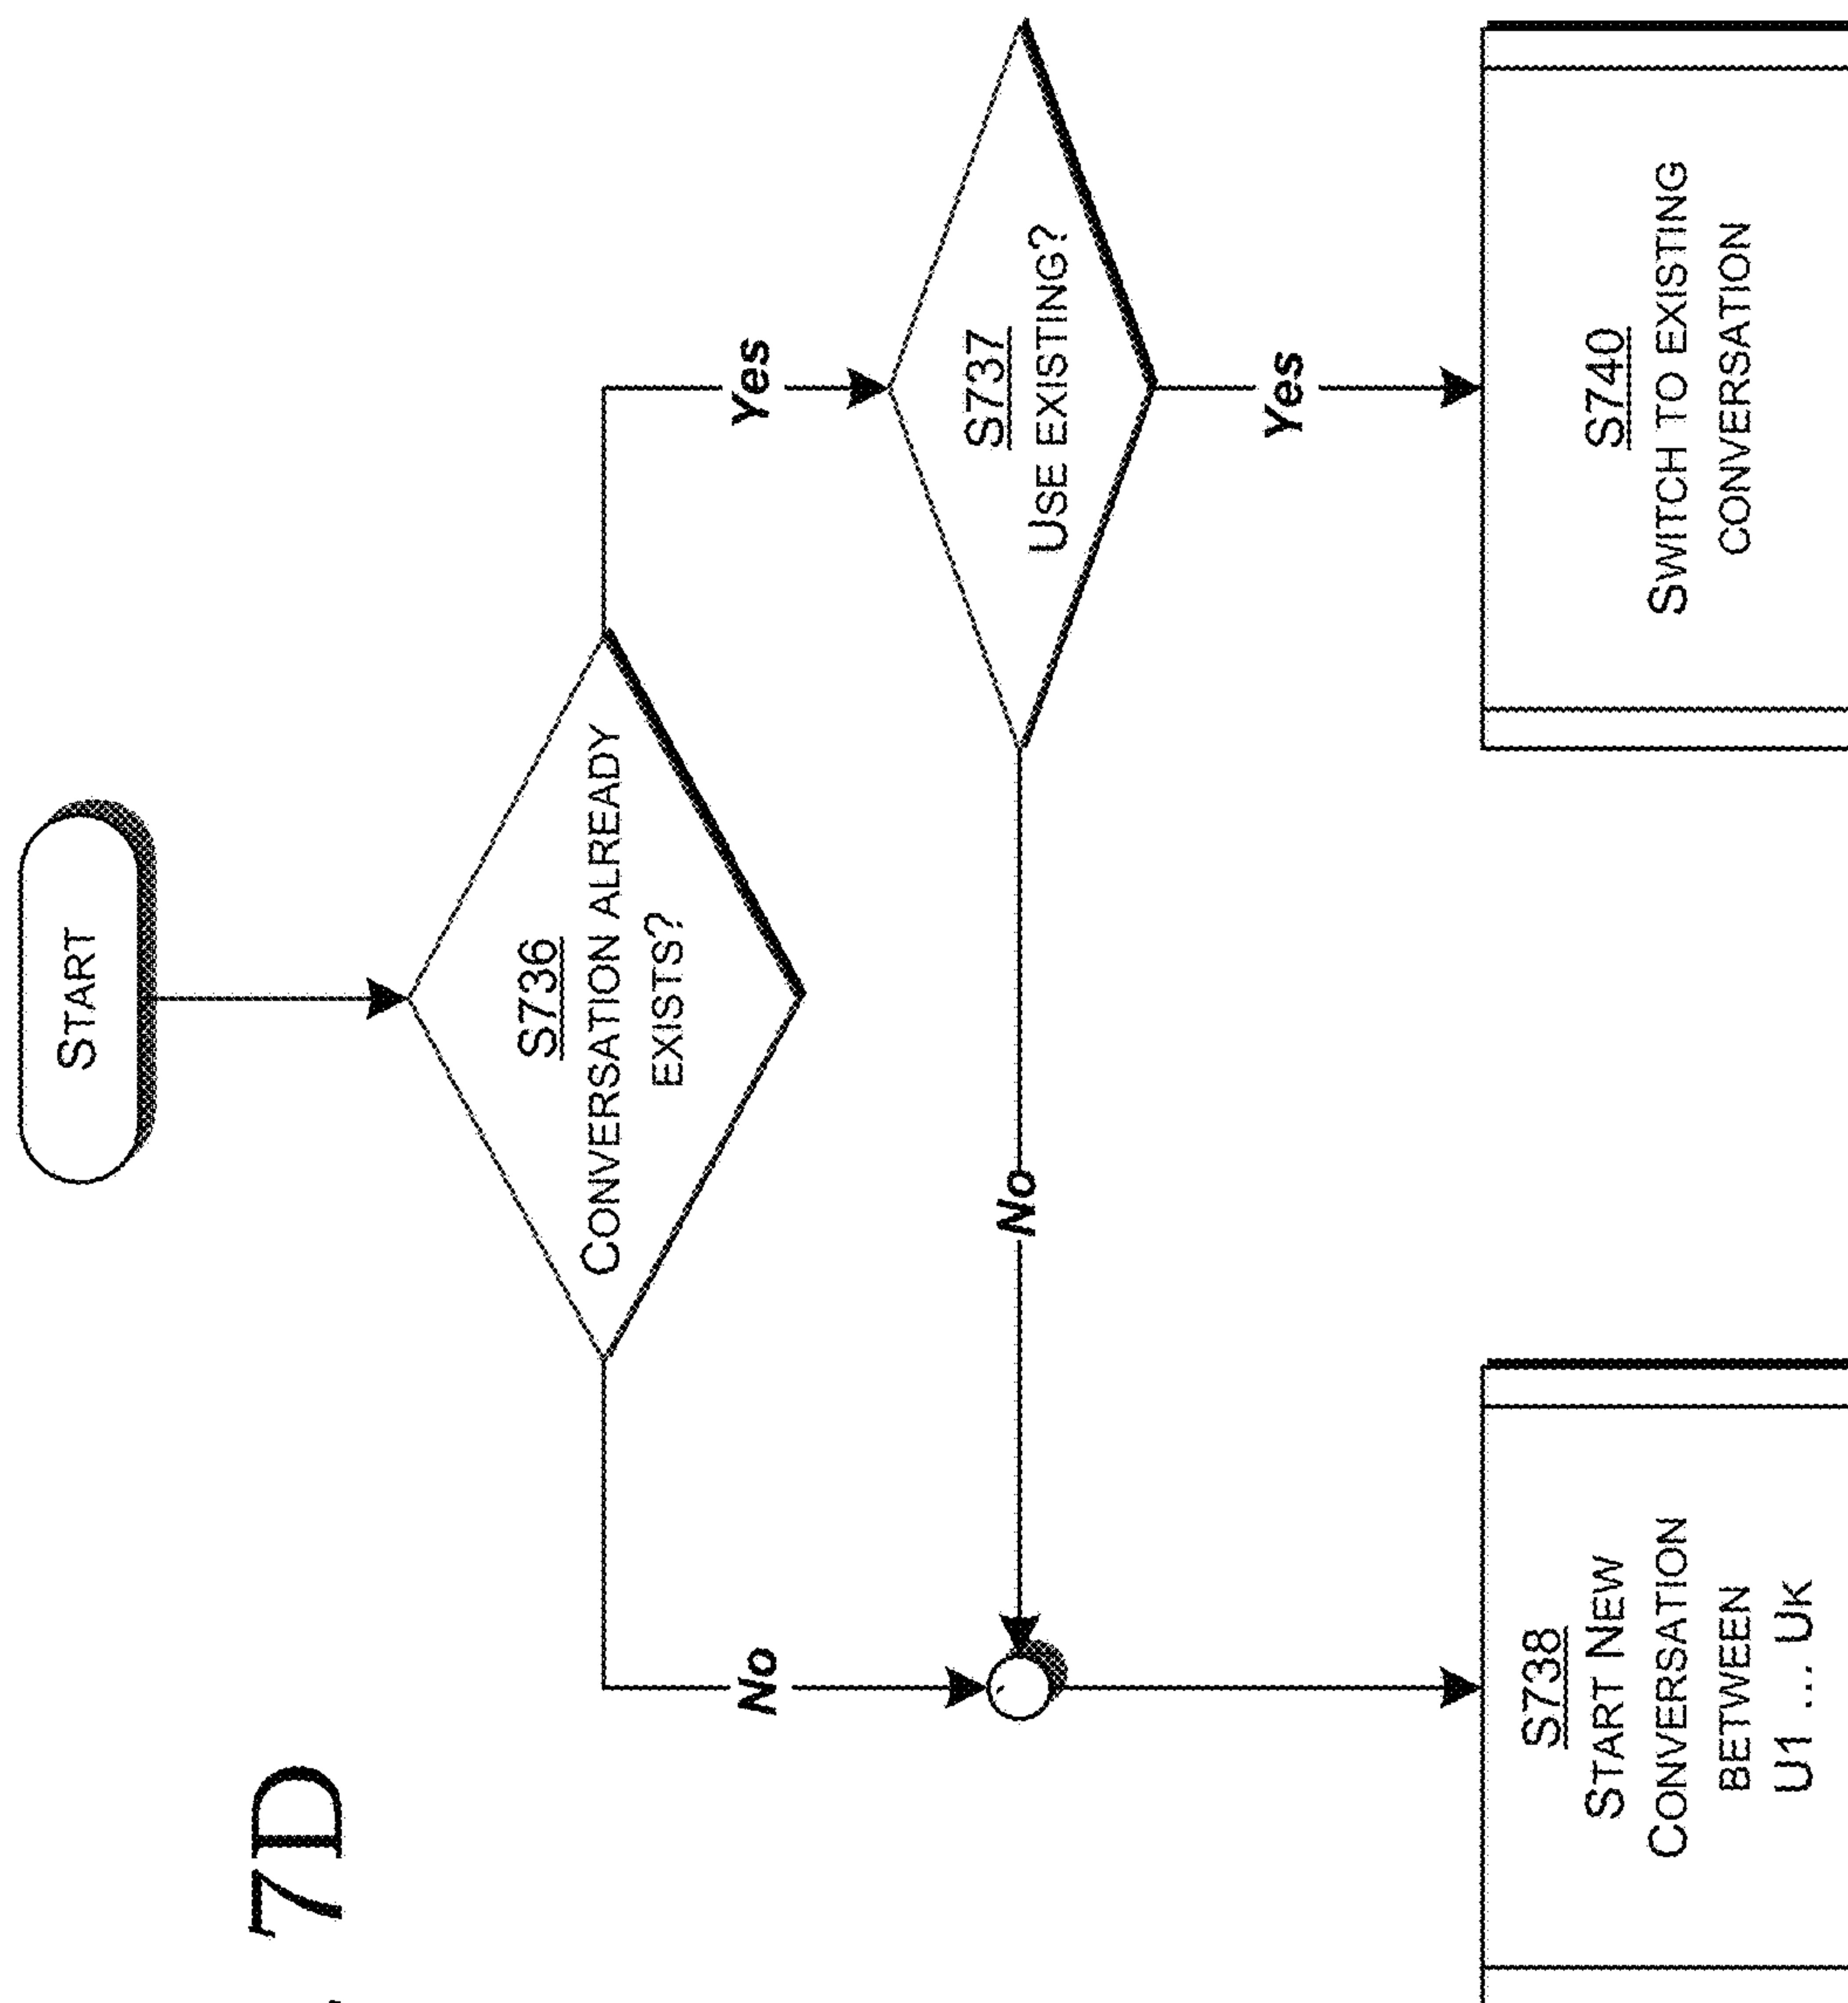 7D
START
S736
CONVERSATION ALREADY
EXISTS?
No
Yes
S737
USE EXISTING?
No
Yes
S738
START NEW
CONVERSATION
BETWEEN
U1 ... UK
S740
SWITCH TO EXISTING
CONVERSATION